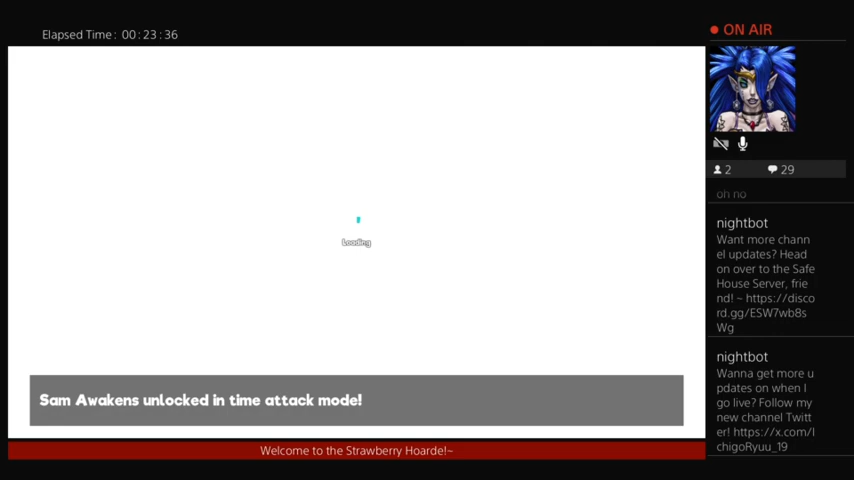 Elapsed Time: 00:23:36
ON AIR
2
29
oh no
nightbot
Want more chann
el updates? Head
on over to the Safe
House Server, frie
nd! ~ https://disco
rd.gg/ESW7wb8s
Wg
Loading
nightbot
Wanna get more u
pdates on when I
go live? Follow my
new channel Twitt
er! https://x.com/I
chigoRyuu_19
Sam Awakens unlocked in time attack mode!
Welcome to the Strawberry Hoarde!~